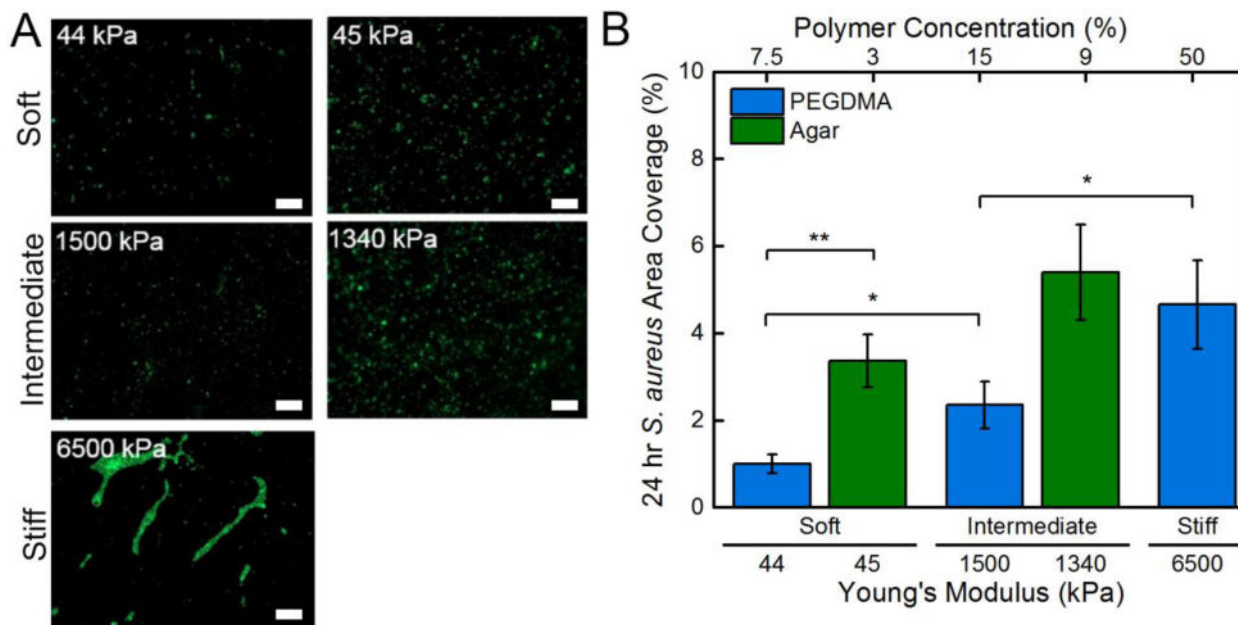 A
44 kPa
45 kPa
Soft
1500 kPa
1340 kPa
Intermediate
6500 kPa
Stiff
B
Polymer Concentration (%)
7.5 3 15 9 50
10
8
6
4
2
0
24 hr S. aureus Area Coverage (%)
PEGDMA
Agar
*
**
*
Soft Intermediate Stiff
44 45 1500 1340 6500
Young's Modulus (kPa)